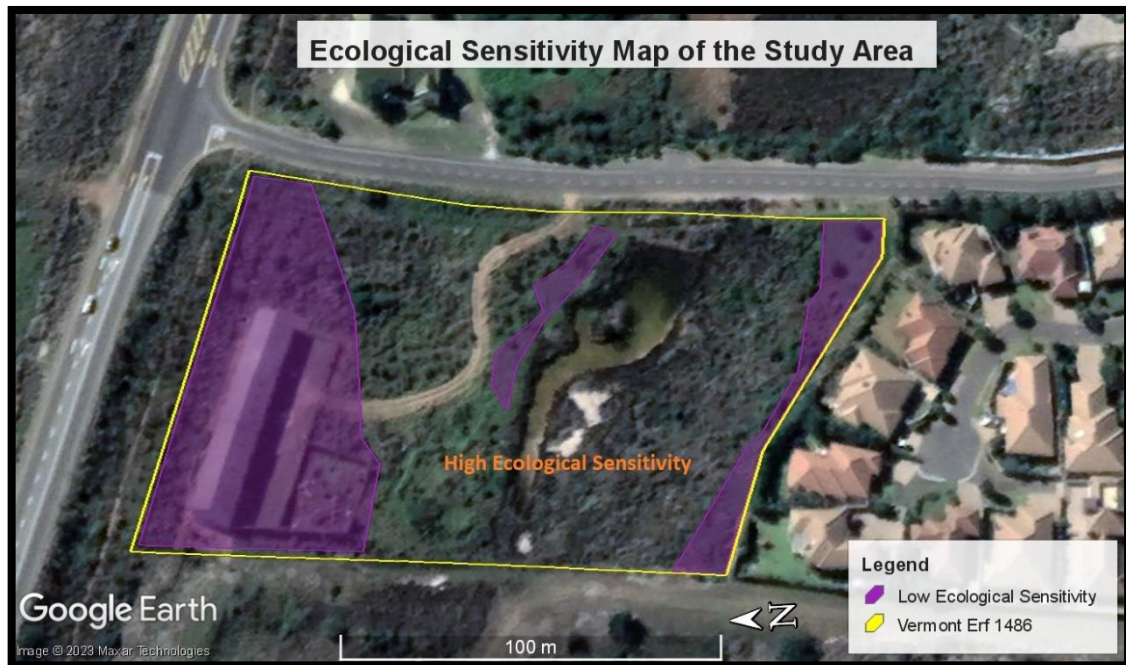 Ecological Sensitivity Map of the Study Area
High Ecological Sensitivity
Legend
Low Ecological Sensitivity
Vermont Erf 1486
Google Earth
N
100 m
Image © 2023 Maxar Technologies